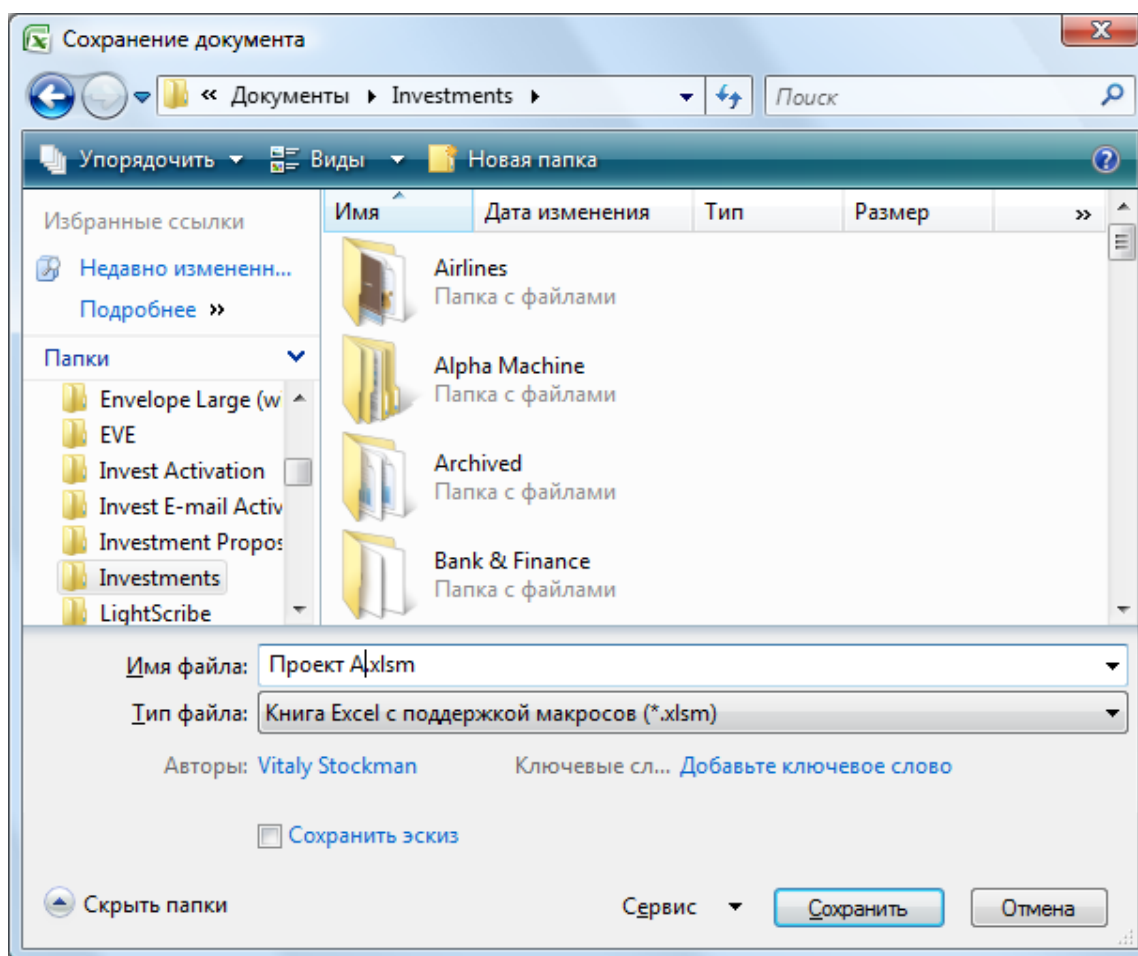 Сохранение документа
« Документы Investments
Поиск
Упорядочить Виды Новая папка
Избранные ссылки
Недавно измененн...
Подробнее »
Папки
Envelope Large (w
EVE
Invest Activation
Invest E-mail Activ
Investment Propos
Investments
LightScribe
Имя Дата изменения Тип Размер »
Airlines
Папка с файлами
Alpha Machine
Папка с файлами
Archived
Папка с файлами
Bank & Finance
Папка с файлами
Имя файла: Проект А.xlsm
Тип файла: Книга Excel с поддержкой макросов (*.xlsm)
Авторы: Vitaly Stockman Ключевые сл... Добавьте ключевое слово
Сохранить эскиз
Скрыть папки Сервис Сохранить Отмена